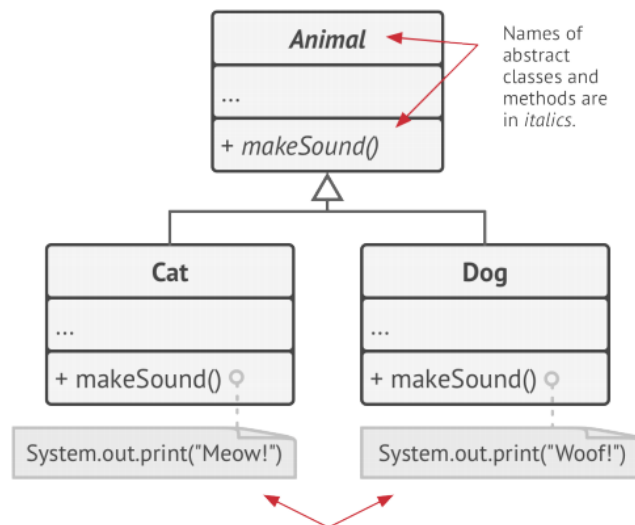 Animal
Names of
abstract
classes and
methods are
in italics.
...
+ makeSound()
Cat
...
+ makeSound()
System.out.print("Meow!")
Dog
...
+ makeSound()
System.out.print("Woof!")